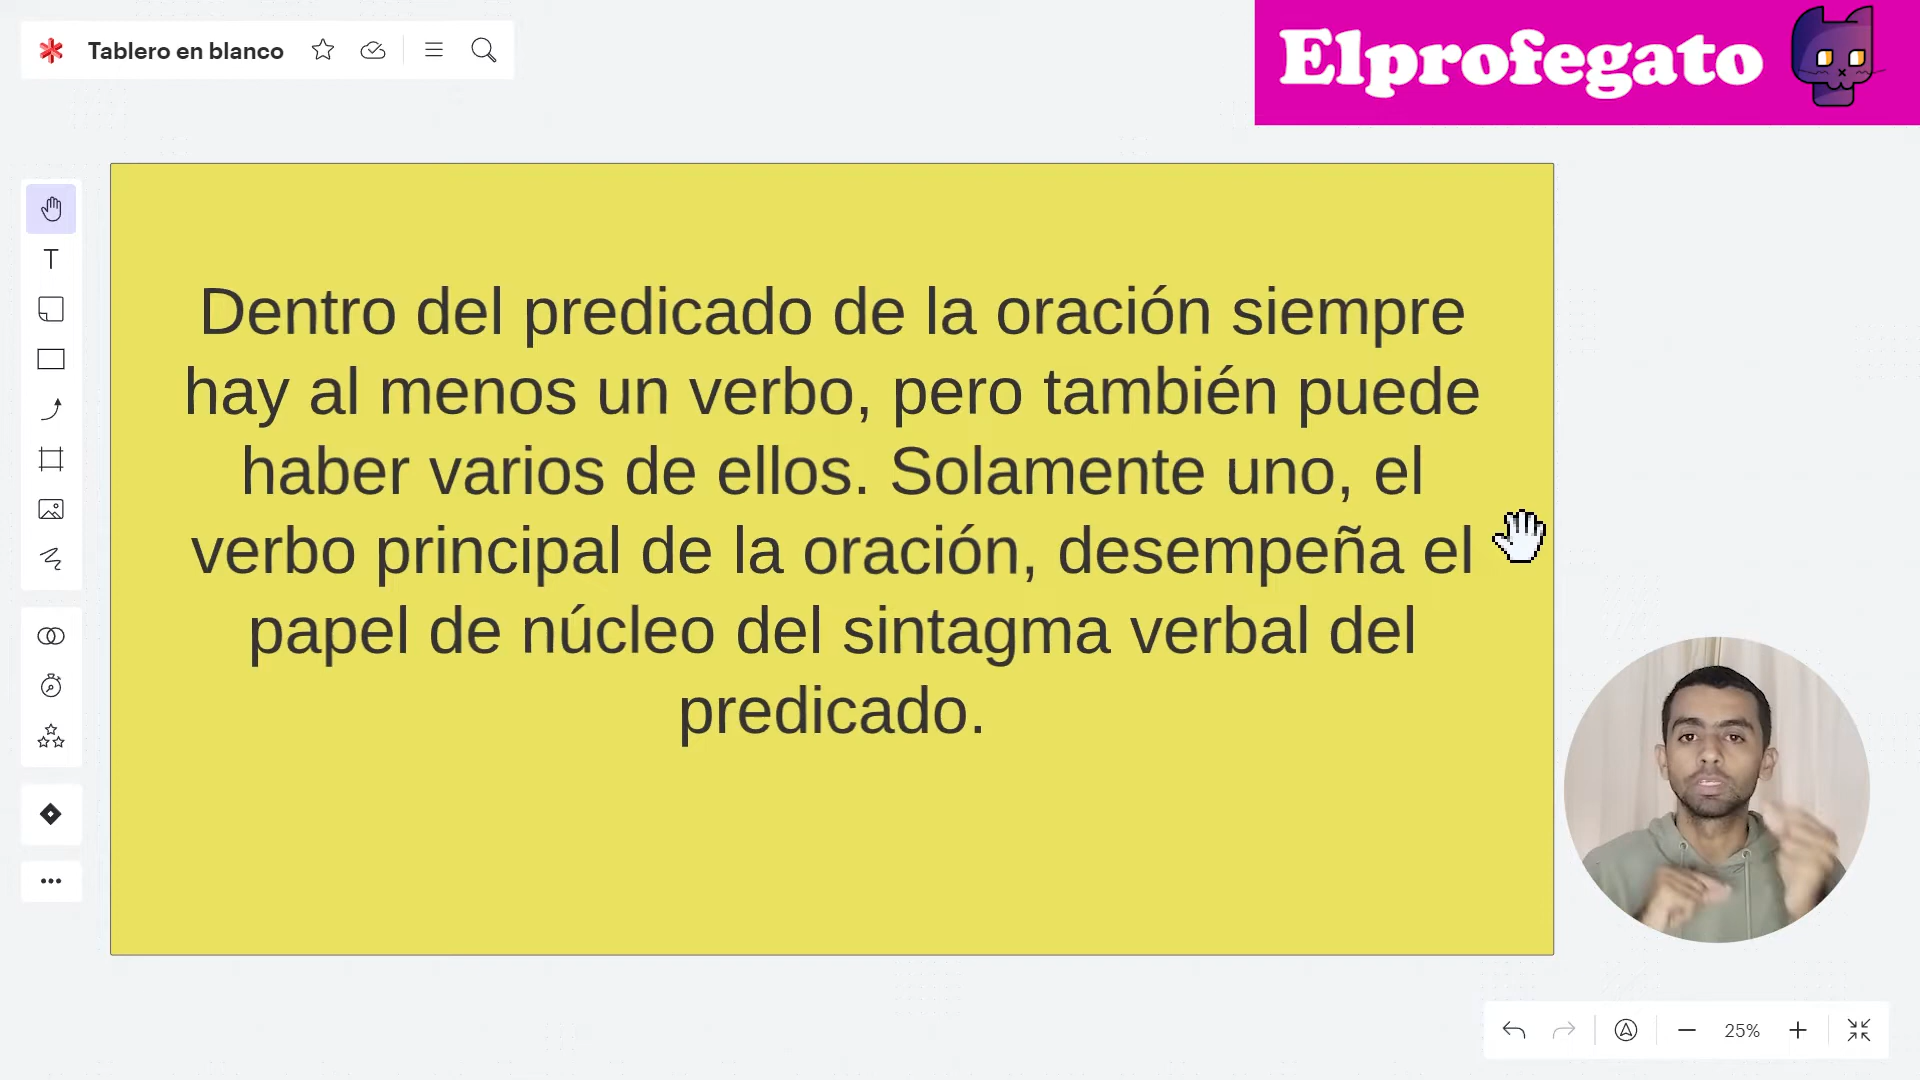 Tablero en blanco
Elprofegato
T
Dentro del predicado de la oración siempre
hay al menos un verbo, pero también puede
haber varios de ellos. Solamente uno, el
verbo principal de la oración, desempeña el
papel de núcleo del sintagma verbal del
predicado.
25%